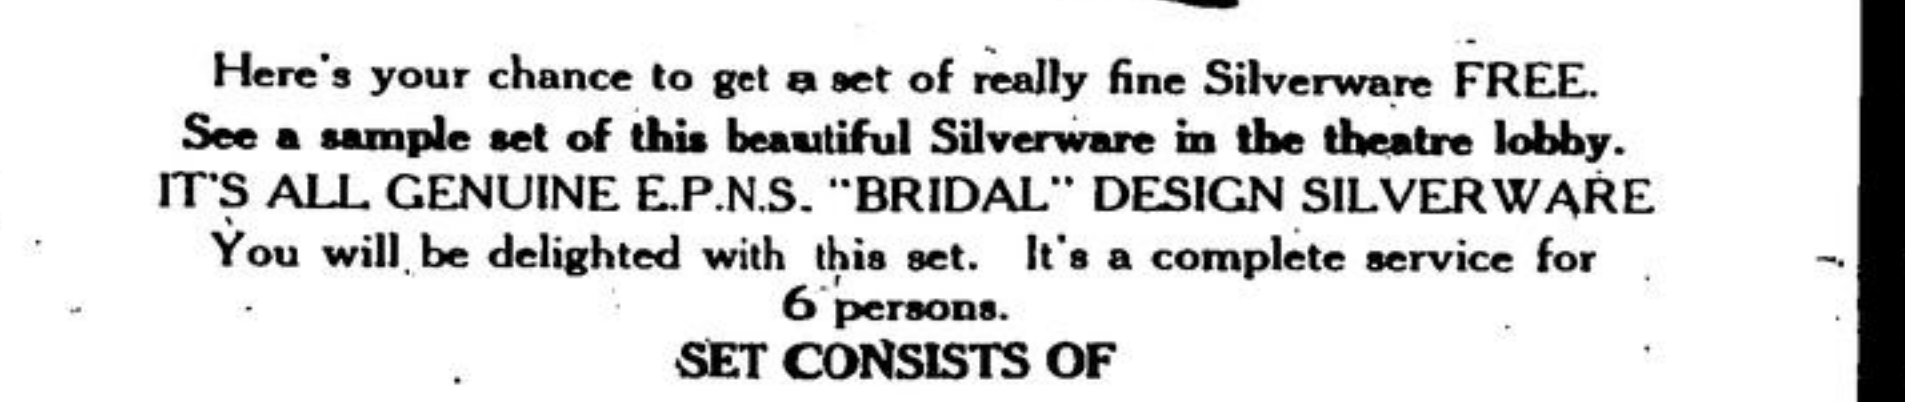 Here's your chance to get a set of really fine Silverware FREE.
See a sample set of this beautiful Silverware in the theatre lobby.
IT'S ALL GENUINE E.P.N.S. "BRIDAL" DESIGN SILVERWARE
You will be delighted with this set. It's a complete service for
6 persons.
SET CONSISTS OF